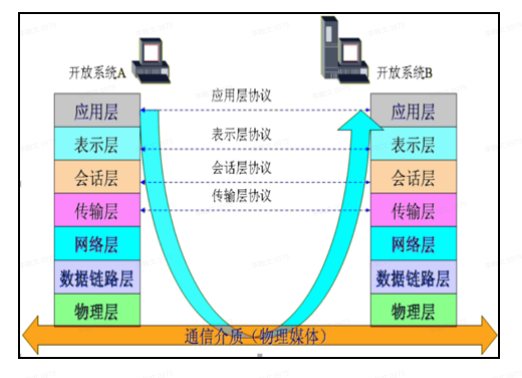 开放系统A
开放系统B
应用层
应用层协议
应用层
表示层
表示层协议
表示层
会话层
会话层协议
会话层
传输层
传输层协议
传输层
网络层
网络层
数据链路层
数据链路层
物理层
物理层
通信介质（物理媒体）